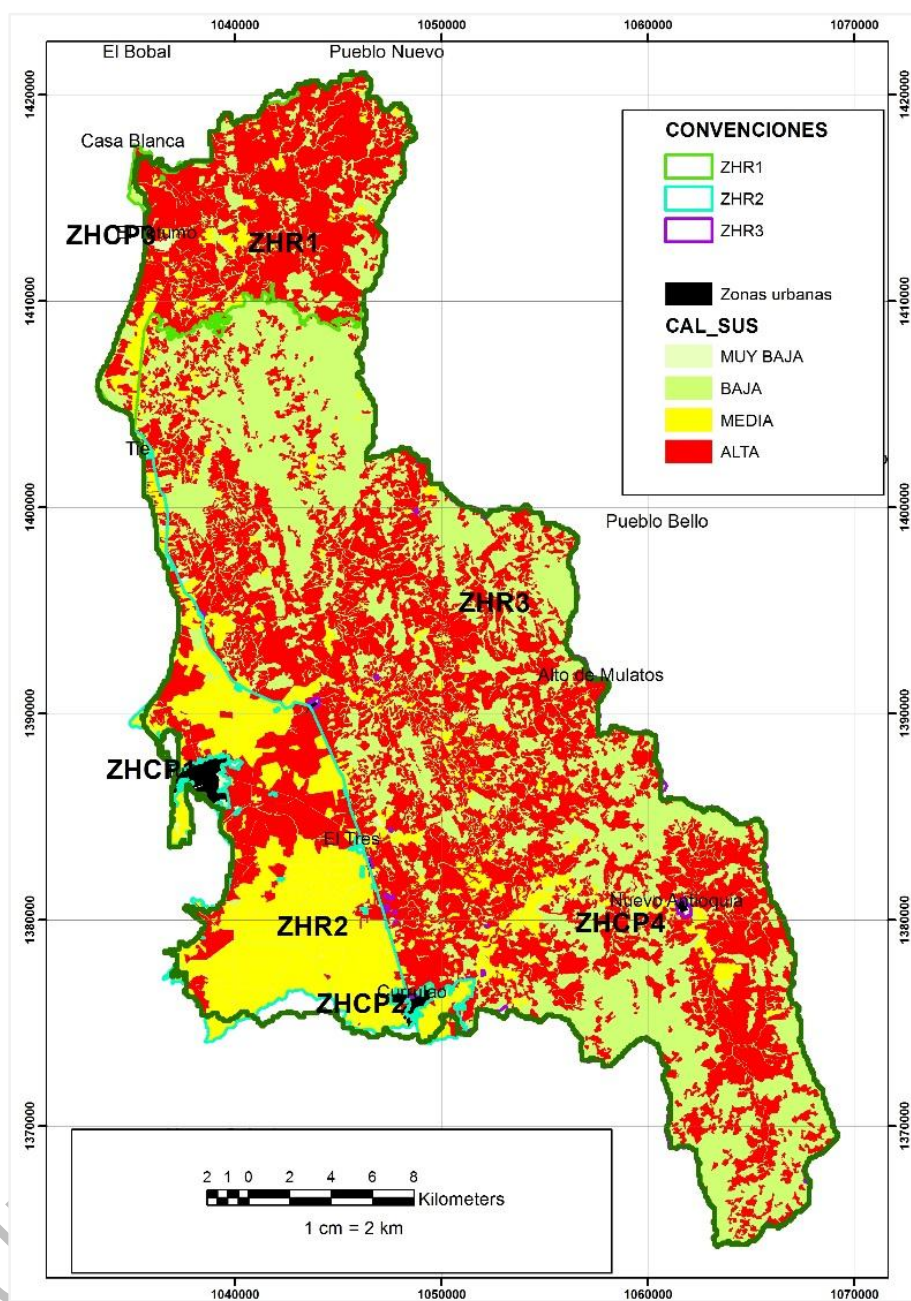 1040000
1050000
1060000
1070000
El Bobal
Pueblo Nuevo
1420000
1420000
Casa Blanca
CONVENCIONES
ZHR1
ZHR2
ZHR3
Zonas urbanas
CAL_SUS
MUY BAJA
BAJA
MEDIA
ALTA
ZHCP3
ZHR1
1410000
1410000
Tie
1400000
1400000
Pueblo Bello
ZHR3
Alto de Mulatos
1390000
1390000
ZHCP1
El Tres
Nuevo Antioquia
ZHR2
ZHCP4
1380000
1380000
ZHCP2
Currulao
1370000
1370000
2 1 0 2 4 6 8
Kilometers
1 cm = 2 km
1040000
1050000
1060000
1070000